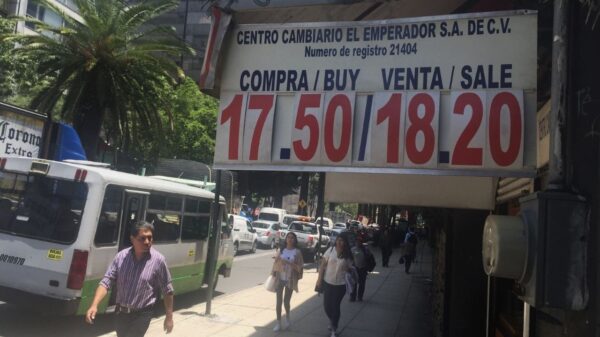 CENTRO CAMBIARIO EL EMPERADOR S.A. DE C.V.
Numero de registro 21404
COMPRA / BUY VENTA / SALE
17.50/18.20
Corona
Extra
0010970